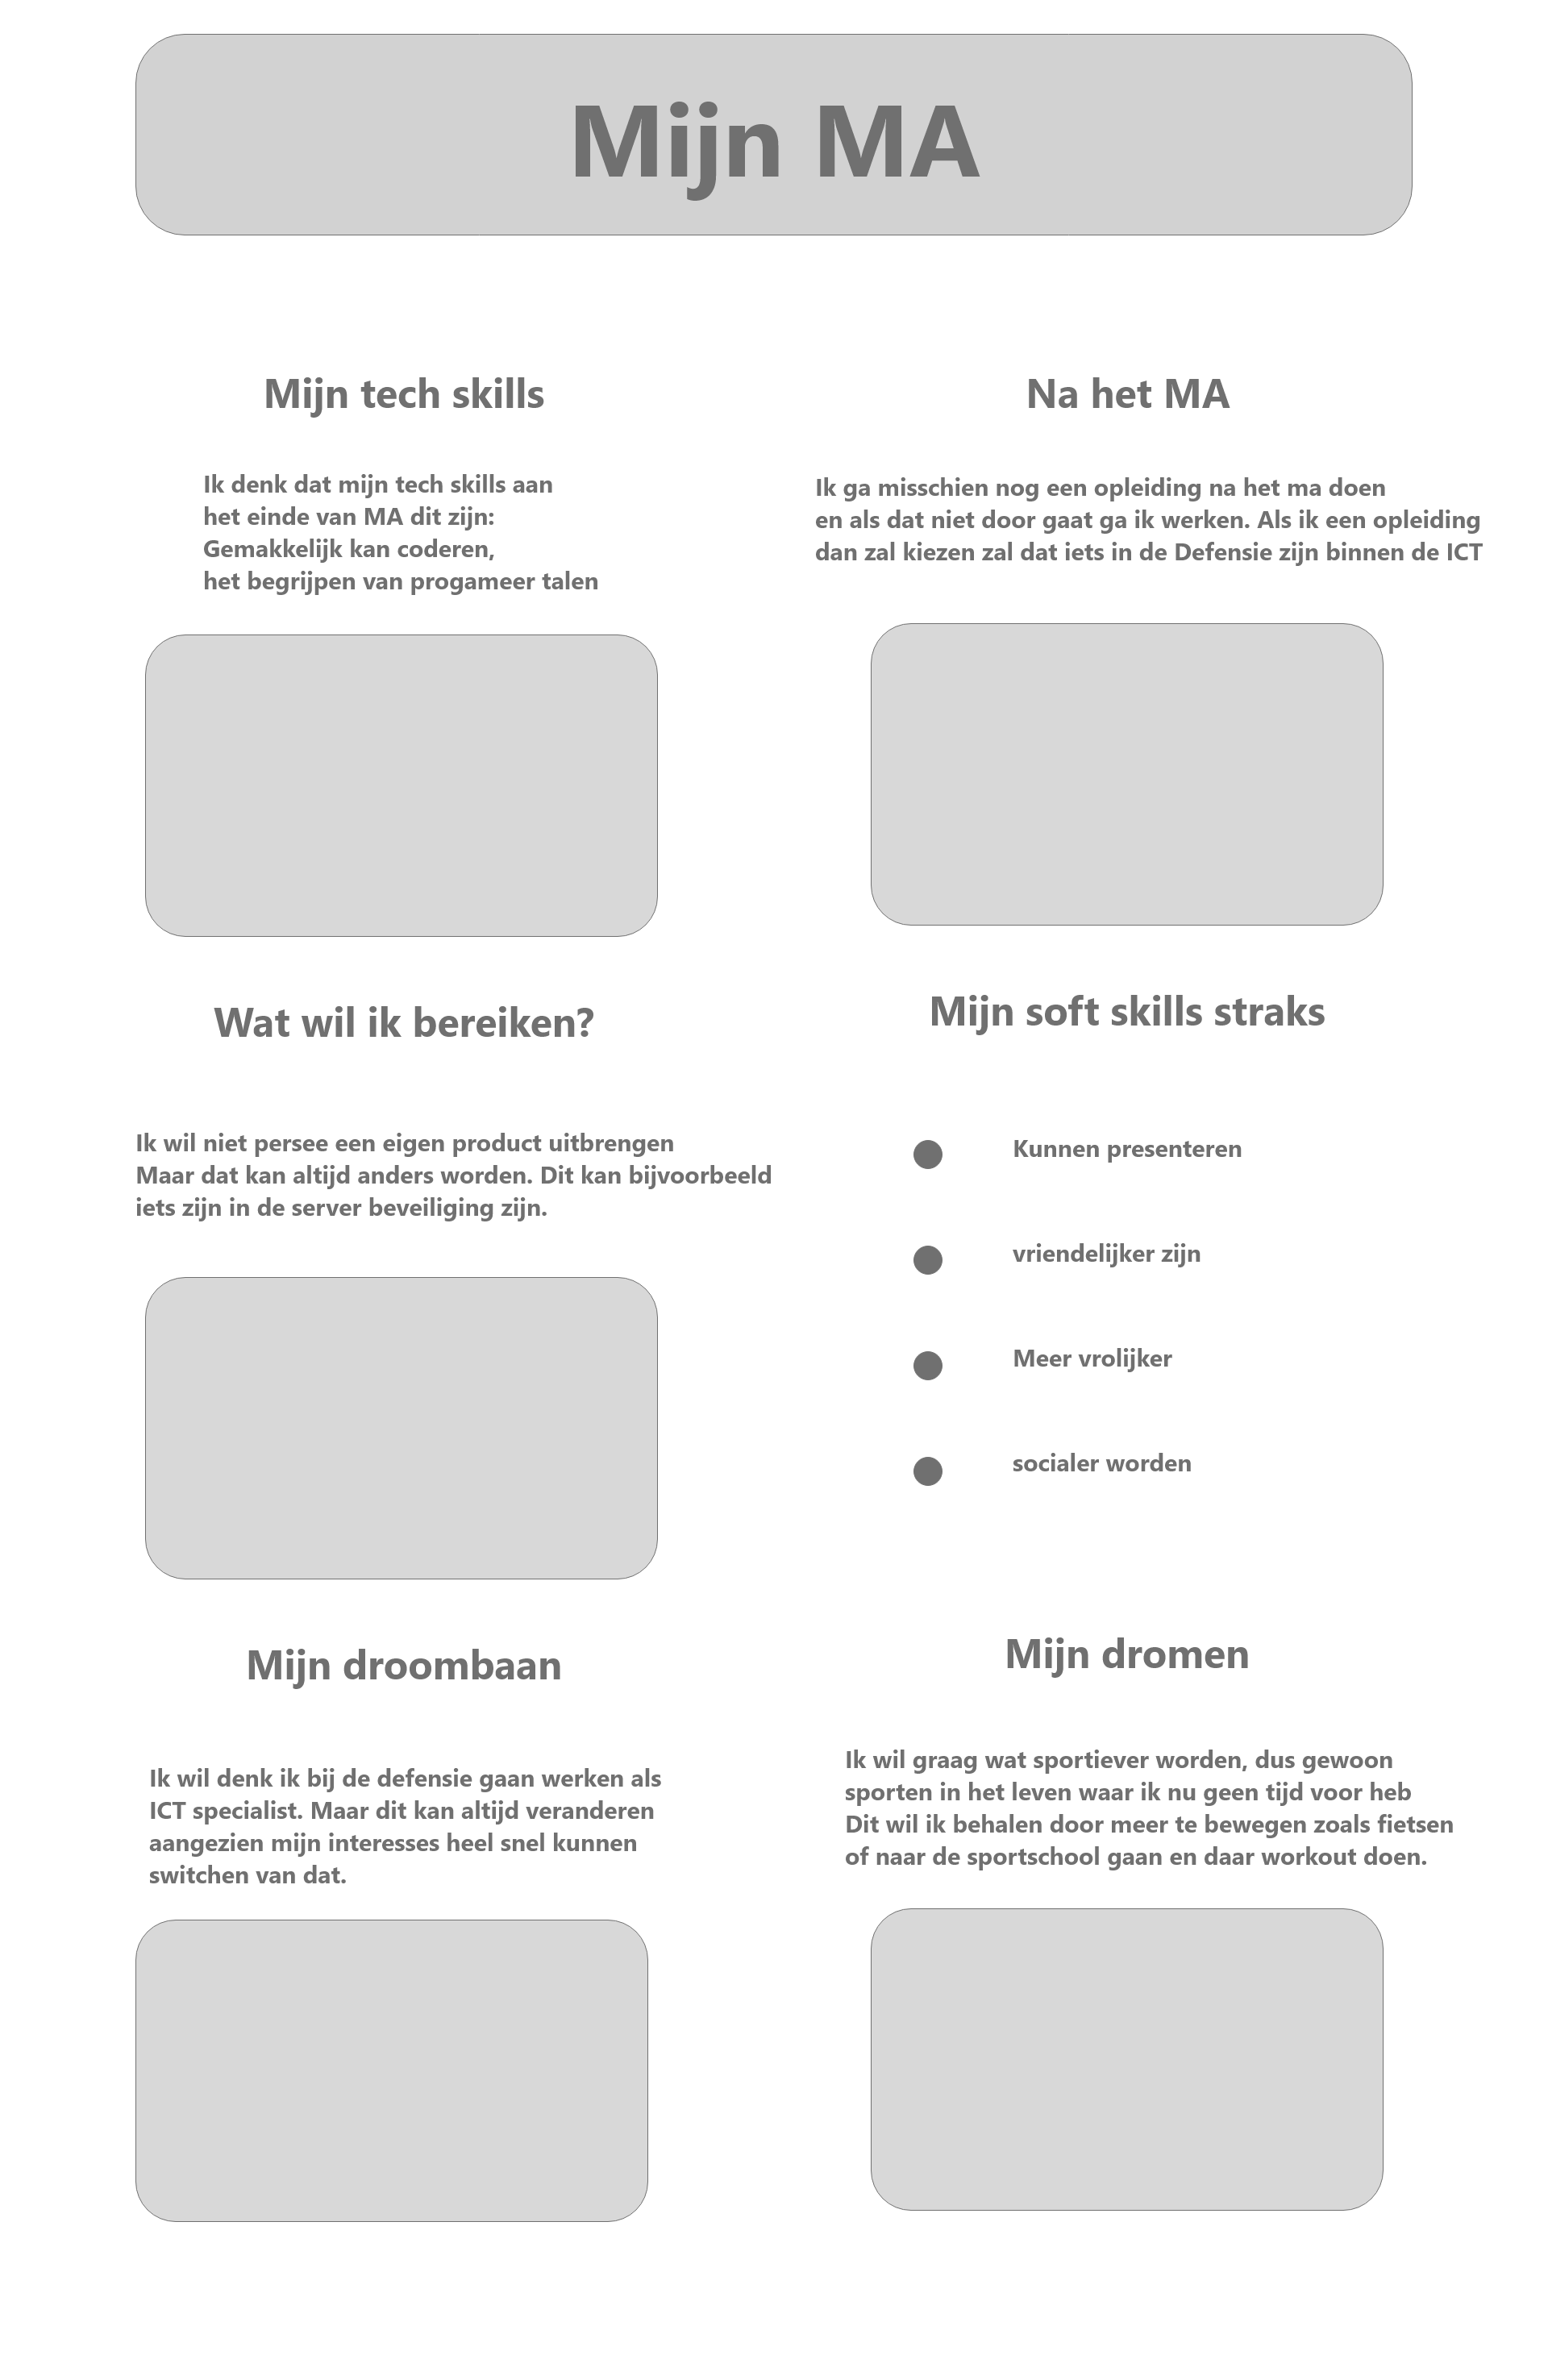 Mijn MA
Mijn tech skills
Ik denk dat mijn tech skills aan
het einde van MA dit zijn:
Gemakkelijk kan coderen,
het begrijpen van progameer talen
Na het MA
Ik ga misschien nog een opleiding na het ma doen
en als dat niet door gaat ga ik werken. Als ik een opleiding
dan zal kiezen zal dat iets in de Defensie zijn binnen de ICT
Wat wil ik bereiken?
Ik wil niet persee een eigen product uitbrengen
Maar dat kan altijd anders worden. Dit kan bijvoorbeeld
iets zijn in de server beveiliging zijn.
Mijn soft skills straks
Kunnen presenteren
vriendelijker zijn
Meer vrolijker
socialer worden
Mijn droombaan
Ik wil denk ik bij de defensie gaan werken als
ICT specialist. Maar dit kan altijd veranderen
aangezien mijn interesses heel snel kunnen
switchen van dat.
Mijn dromen
Ik wil graag wat sportiever worden, dus gewoon
sporten in het leven waar ik nu geen tijd voor heb
Dit wil ik behalen door meer te bewegen zoals fietsen
of naar de sportschool gaan en daar workout doen.